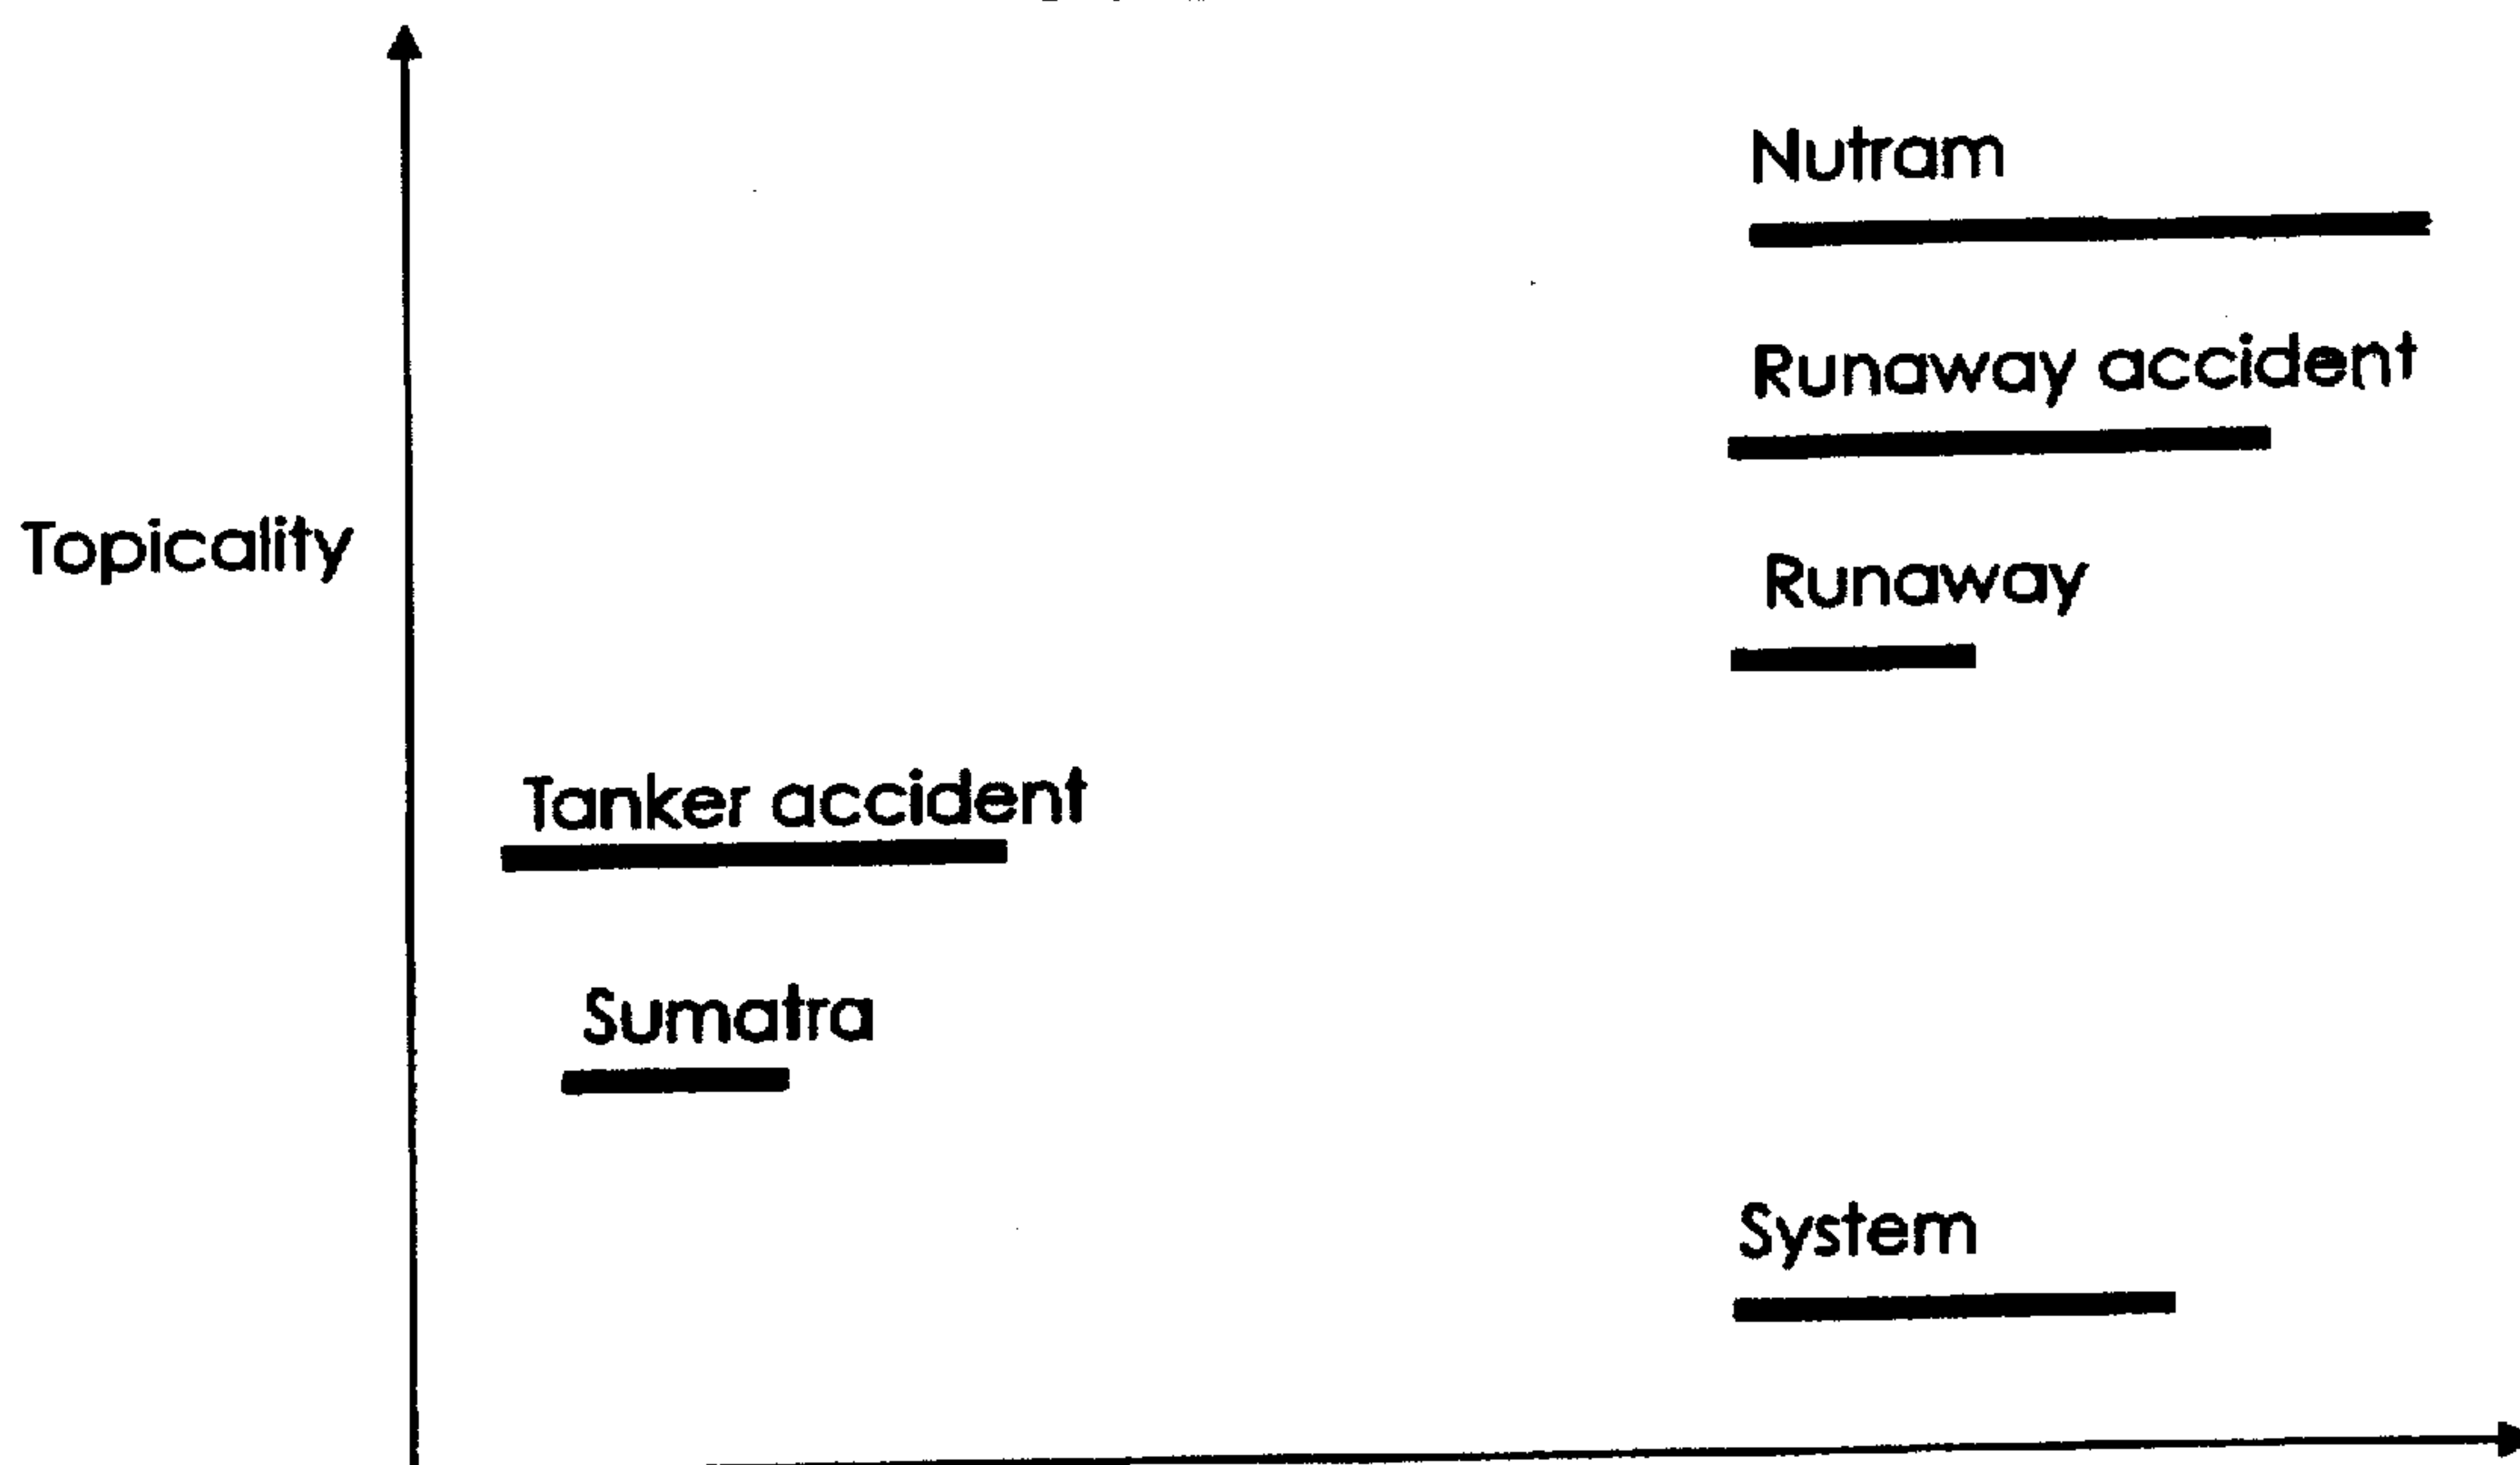 Nutram
Runaway accident
Topicality
Runaway
Tanker accident
Sumatra
System